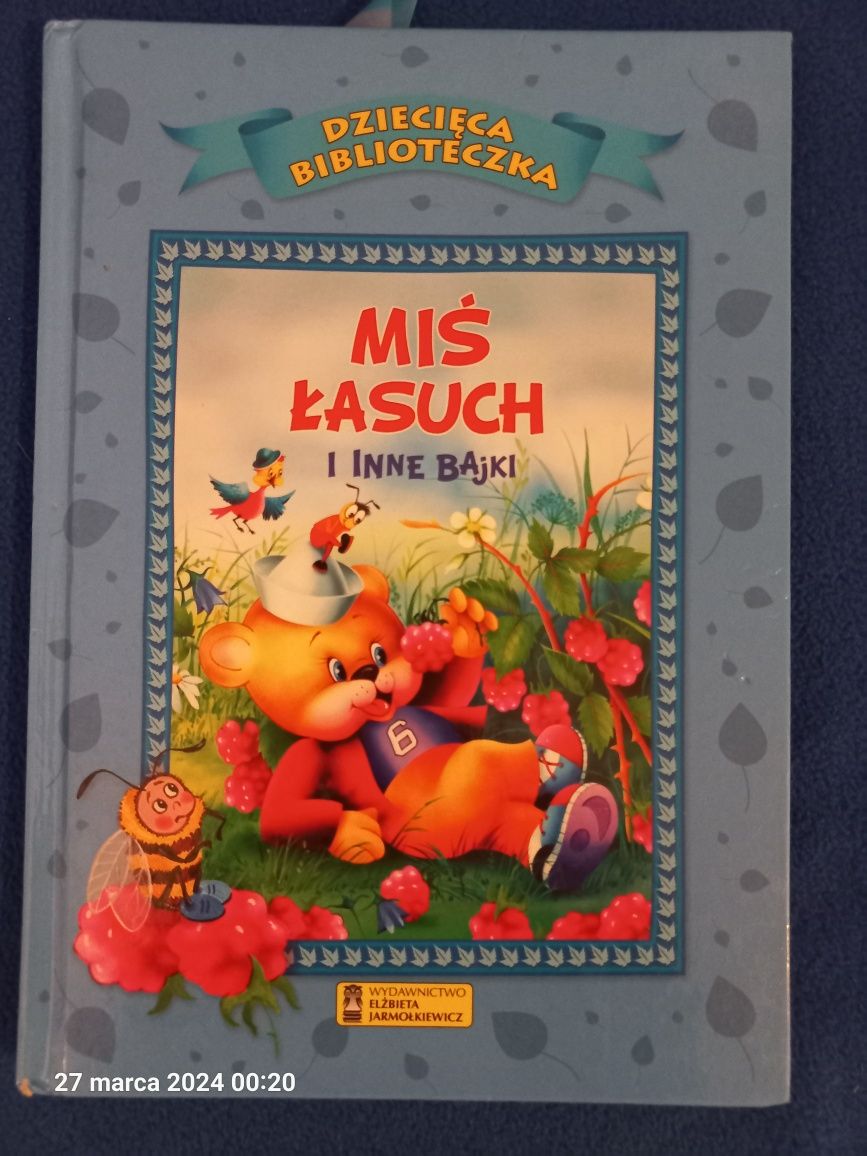 DZIECIĘCA
BIBLIOTECZKA
MIŚ
ŁASUCH
I INNE BAjKI
6
WYDAWNICTWO
ELŻBIETA
JARMOŁKIEWICZ
27 marca 2024 00:20